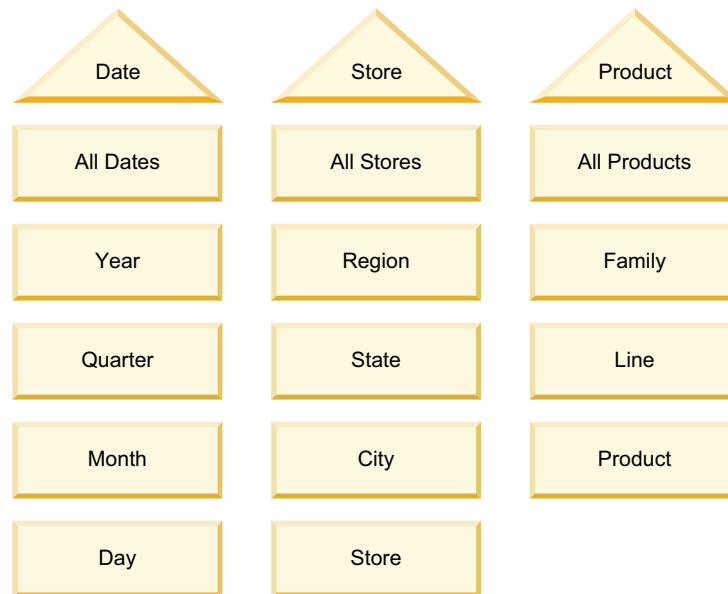 Date
Store
Product
All Dates
All Stores
All Products
Year
Region
Family
Quarter
State
Line
Month
City
Product
Day
Store